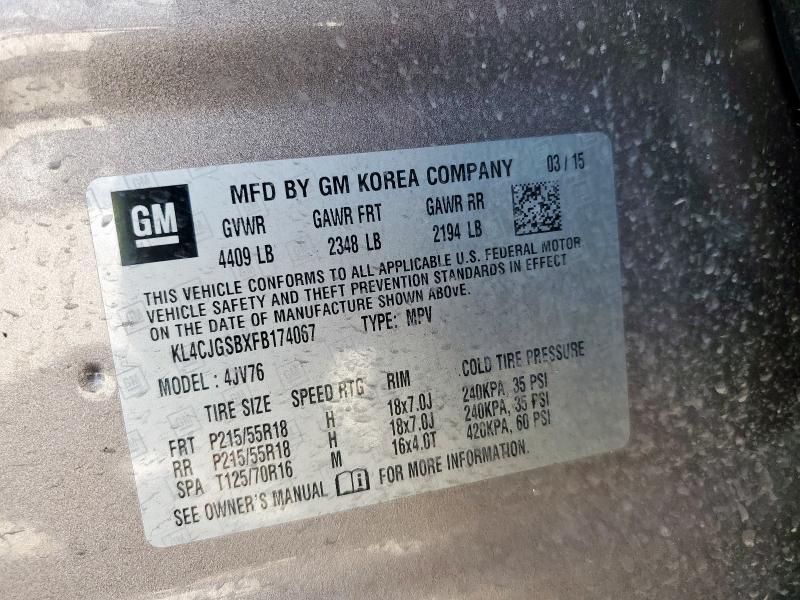 GM
MFD BY GM KOREA COMPANY 03 / 15
GVWR GAWR FRT GAWR RR
4409 LB 2348 LB 2194 LB
THIS VEHICLE CONFORMS TO ALL APPLICABLE U.S. FEDERAL MOTOR
VEHICLE SAFETY AND THEFT PREVENTION STANDARDS IN EFFECT
ON THE DATE OF MANUFACTURE SHOWN ABOVE.
KL4CJGSBXFB174067 TYPE: MPV
MODEL : 4JV76
TIRE SIZE SPEED RTG RIM COLD TIRE PRESSURE
FRT P215/55R18 H 18x7.0J 240KPA, 35 PSI
RR P215/55R18 H 18x7.0J 240KPA, 35 PSI
SPA T125/70R16 M 16x4.0T 420KPA, 60 PSI
SEE OWNER'S MANUAL FOR MORE INFORMATION.